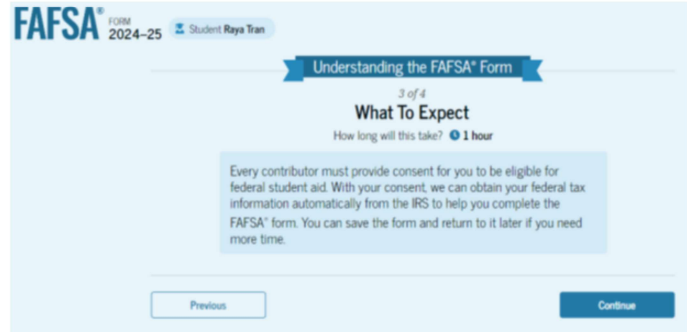 FAFSA® FORM 2024–25 Student Raya Tran
Understanding the FAFSA® Form
3 of 4
What To Expect
How long will this take? 1 hour
Every contributor must provide consent for you to be eligible for
federal student aid. With your consent, we can obtain your federal tax
information automatically from the IRS to help you complete the
FAFSA® form. You can save the form and return to it later if you need
more time.
Previous
Continue